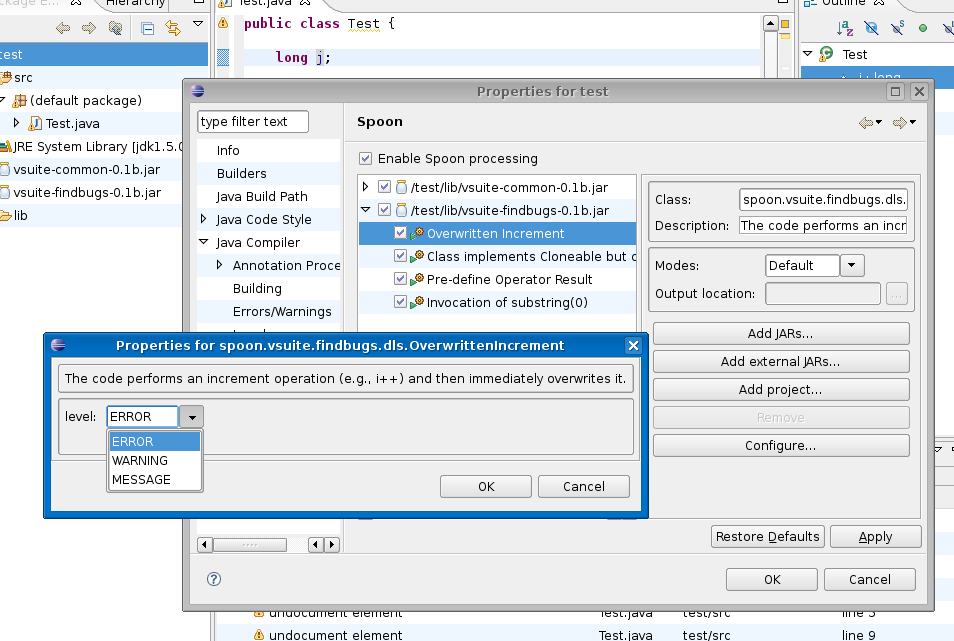 Hierarchy
Test.java
Outline
public class Test {
long j;
test
src
(default package)
Test.java
JRE System Library [jdk1.5.0
vsuite-common-0.1b.jar
vsuite-findbugs-0.1b.jar
lib
Test
Properties for test
type filter text
Info
Builders
Java Build Path
Java Code Style
Java Compiler
Annotation Proce
Building
Errors/Warnings
Spoon
Enable Spoon processing
/test/lib/vsuite-common-0.1b.jar
/test/lib/vsuite-findbugs-0.1b.jar
Overwritten Increment
Class implements Cloneable but d
Pre-define Operator Result
Invocation of substring(0)
Class: spoon.vsuite.findbugs.dls.
Description: The code performs an incr
Modes: Default
Output location: ...
Add JARs...
Add external JARs...
Add project...
Remove
Configure...
Properties for spoon.vsuite.findbugs.dls.OverwrittenIncrement
The code performs an increment operation (e.g., i++) and then immediately overwrites it.
level: ERROR
ERROR
WARNING
MESSAGE
OK Cancel
Restore Defaults Apply
OK Cancel
undocument element Test.java test/src line 5
undocument element Test.java test/src line 9